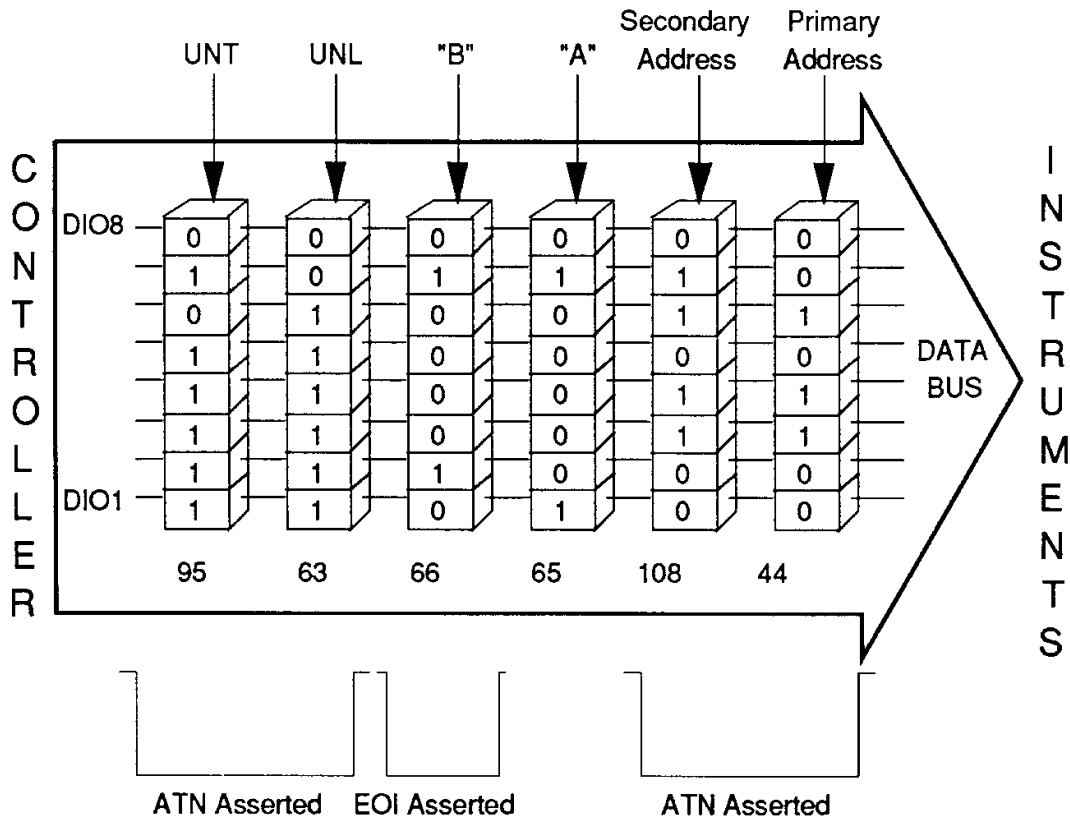 Secondary Primary
UNT UNL "B" "A" Address Address
CONTROLLER
INSTRUMENTS
DIO8 0 0 0 0 0 0
1 0 1 1 1 0
0 1 0 0 1 1
1 1 0 0 0 0
1 1 0 0 1 1
1 1 0 0 1 1
1 1 1 0 0 0
DIO1 1 1 0 1 0 0
DATA
BUS
95 63 66 65 108 44
ATN Asserted EOI Asserted ATN Asserted